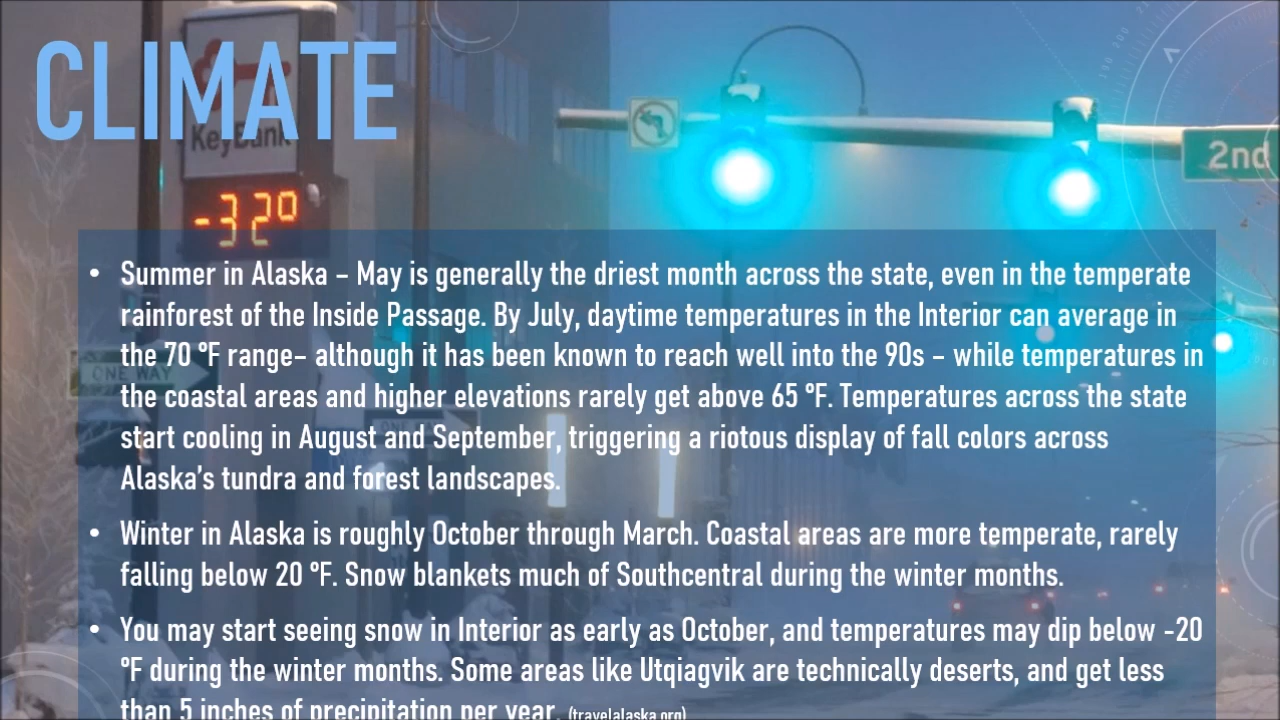 CLIMATE
KeyBank
-32°
2nd
• Summer in Alaska – May is generally the driest month across the state, even in the temperate
rainforest of the Inside Passage. By July, daytime temperatures in the Interior can average in
the 70 °F range– although it has been known to reach well into the 90s – while temperatures in
the coastal areas and higher elevations rarely get above 65 °F. Temperatures across the state
start cooling in August and September, triggering a riotous display of fall colors across
Alaska's tundra and forest landscapes.
ONE WAY
• Winter in Alaska is roughly October through March. Coastal areas are more temperate, rarely
falling below 20 °F. Snow blankets much of Southcentral during the winter months.
• You may start seeing snow in Interior as early as October, and temperatures may dip below -20
°F during the winter months. Some areas like Utqiagvik are technically deserts, and get less
than 5 inches of precipitation per year. (travelalaska.org)